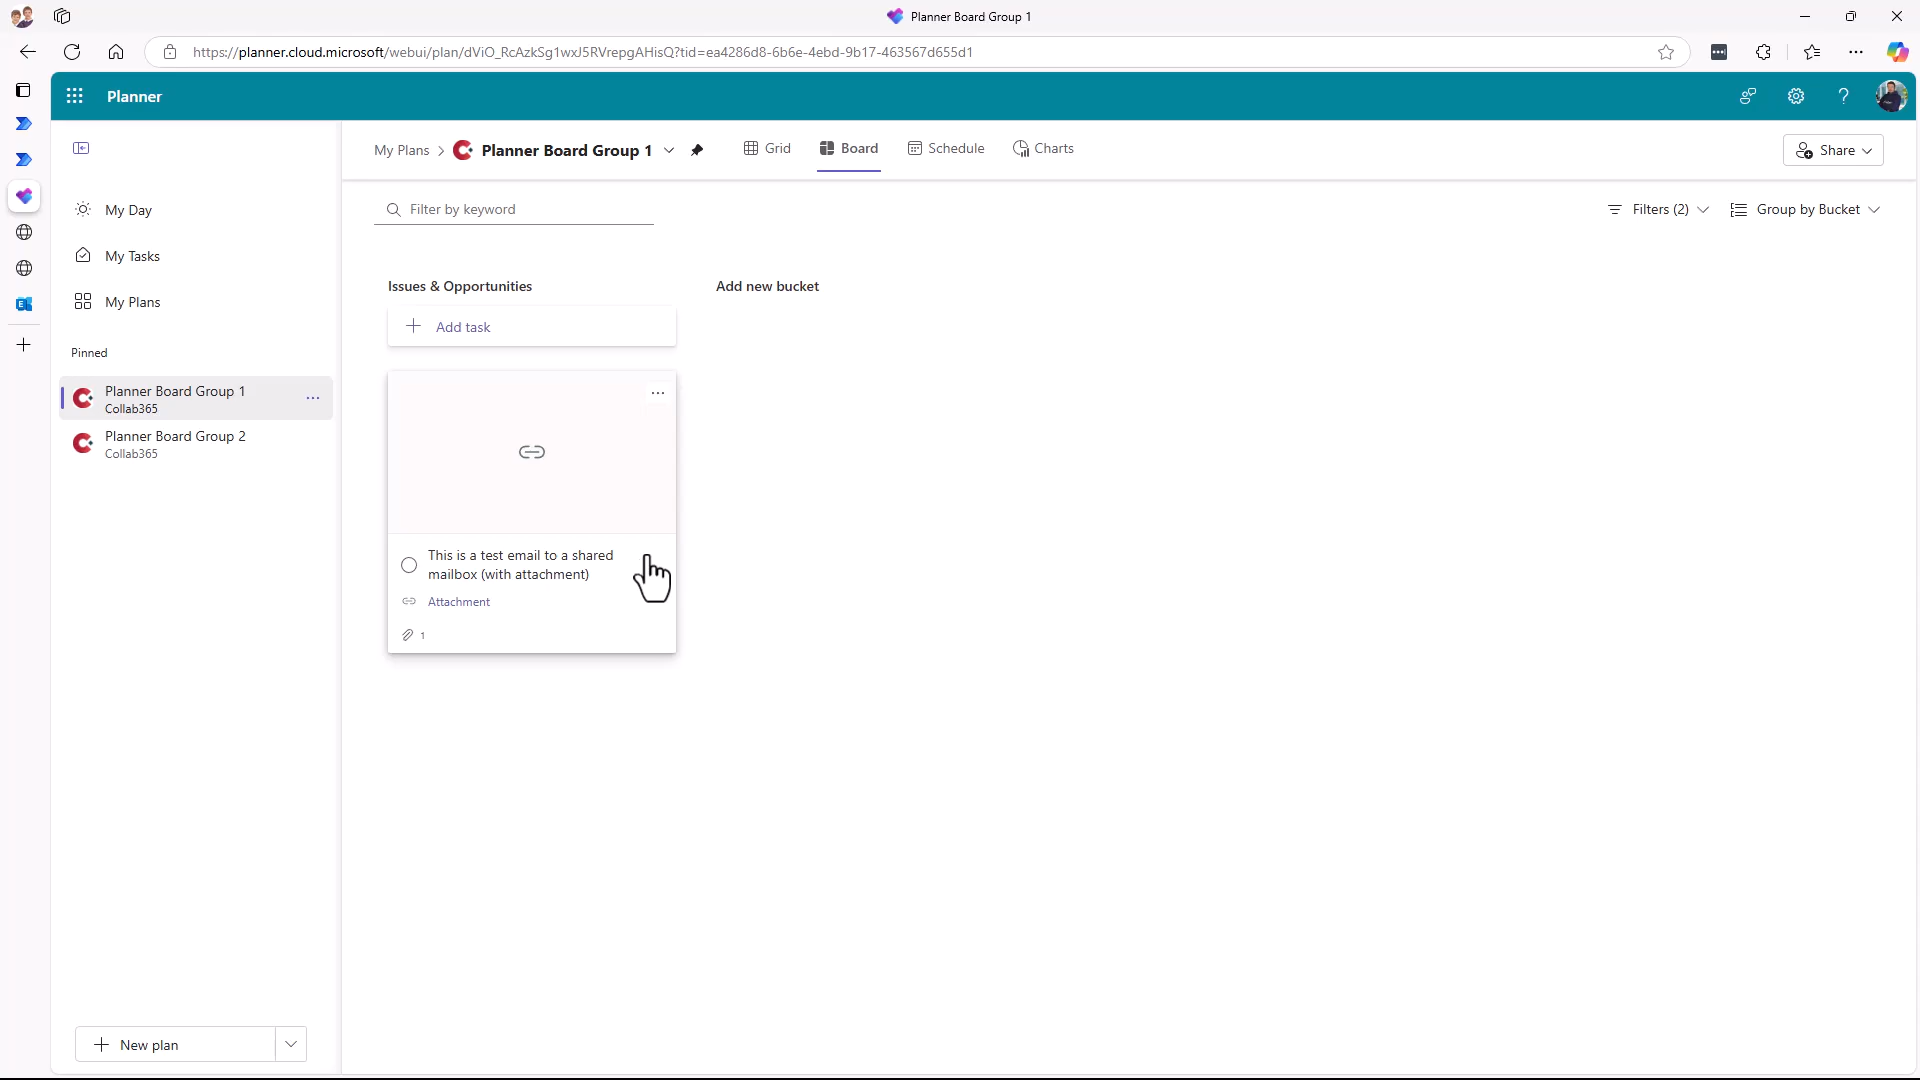 Planner Board Group 1
https://planner.cloud.microsoft/webui/plan/dViO_RcAzkSg1wxJ5RVrepgAHisQ?tid=ea4286d8-6b6e-4ebd-9b17-463567d655d1
Planner
My Plans
Planner Board Group 1
Grid
Board
Schedule
Charts
Share
My Day
My Tasks
My Plans
Pinned
Planner Board Group 1
Collab365
Planner Board Group 2
Collab365
Filter by keyword
Filters (2)
Group by Bucket
Issues & Opportunities
Add new bucket
Add task
This is a test email to a shared
mailbox (with attachment)
Attachment
1
New plan